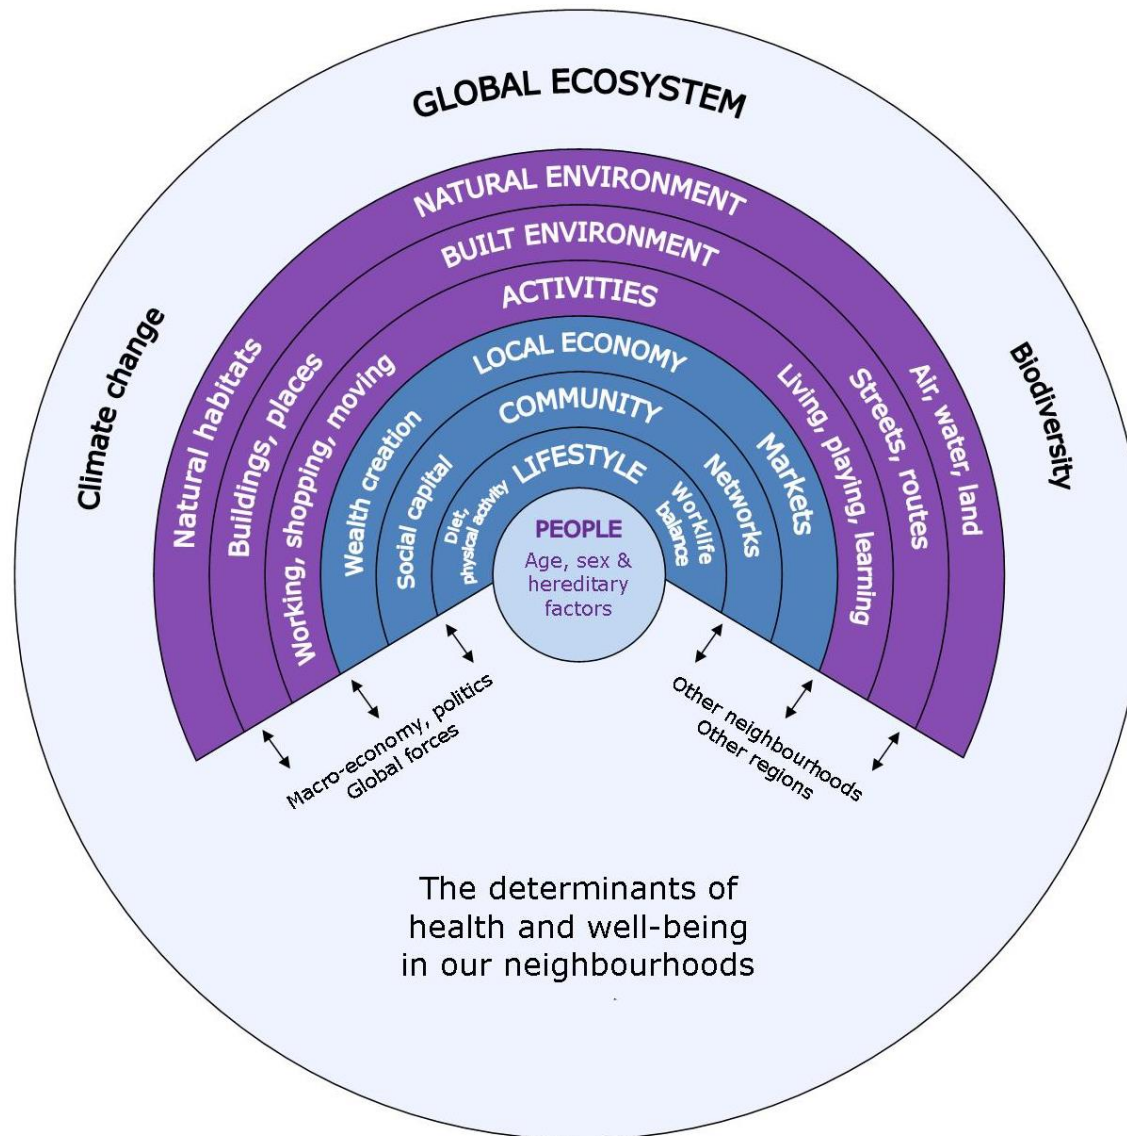 GLOBAL ECOSYSTEM
Climate change
Biodiversity
NATURAL ENVIRONMENT
Natural habitats
Air, water, land
BUILT ENVIRONMENT
Buildings, places
Streets, routes
ACTIVITIES
Working, shopping, moving
Living, playing, learning
LOCAL ECONOMY
Wealth creation
Markets
COMMUNITY
Social capital
Networks
LIFESTYLE
Diet,
physical activity
Worklife
balance
PEOPLE
Age, sex &
hereditary
factors
Macro-economy, politics
Global forces
Other neighbourhoods
Other regions
The determinants of
health and well-being
in our neighbourhoods